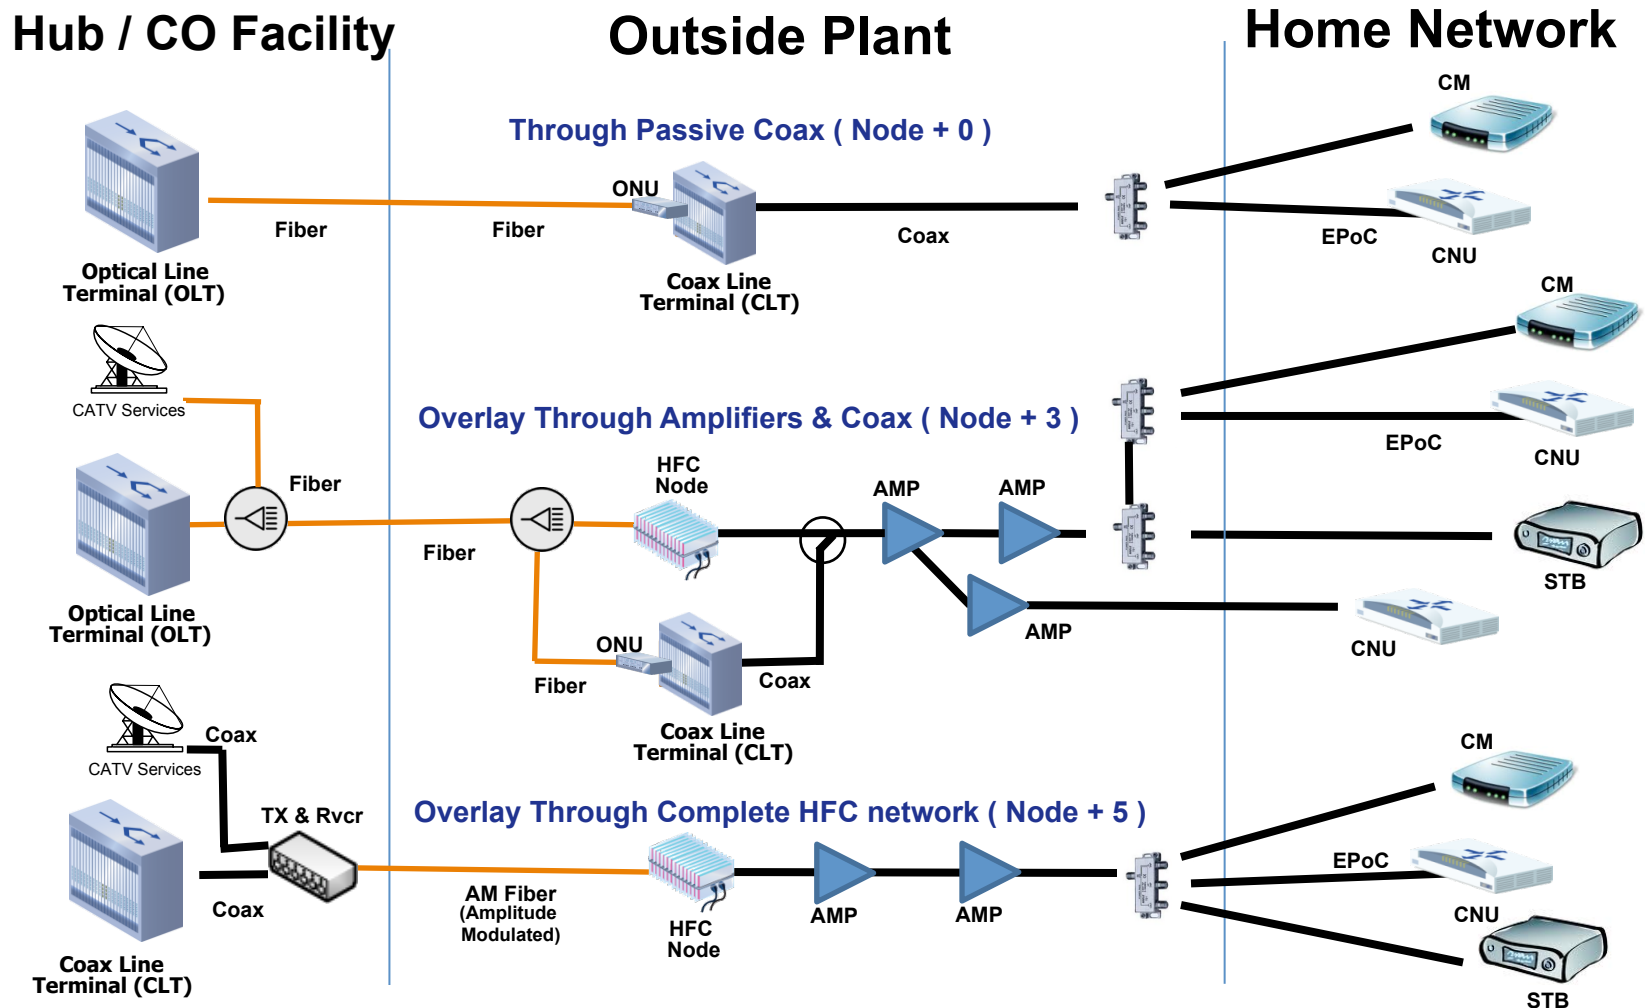 Hub / CO Facility
Outside Plant
Home Network
Through Passive Coax ( Node + 0 )
CM
ONU
Fiber
Fiber
Coax
EPoC
CNU
Optical Line
Terminal (OLT)
Coax Line
Terminal (CLT)
CM
CATV Services
Overlay Through Amplifiers & Coax ( Node + 3 )
EPoC
CNU
Fiber
HFC
Node
AMP
AMP
Fiber
STB
Optical Line
Terminal (OLT)
ONU
AMP
CNU
Fiber
Coax
Coax Line
Terminal (CLT)
Coax
CATV Services
CM
TX & Rvcr
Overlay Through Complete HFC network ( Node + 5 )
EPoC
Coax
AM Fiber
(Amplitude
Modulated)
HFC
Node
AMP
AMP
CNU
Coax Line
Terminal (CLT)
STB